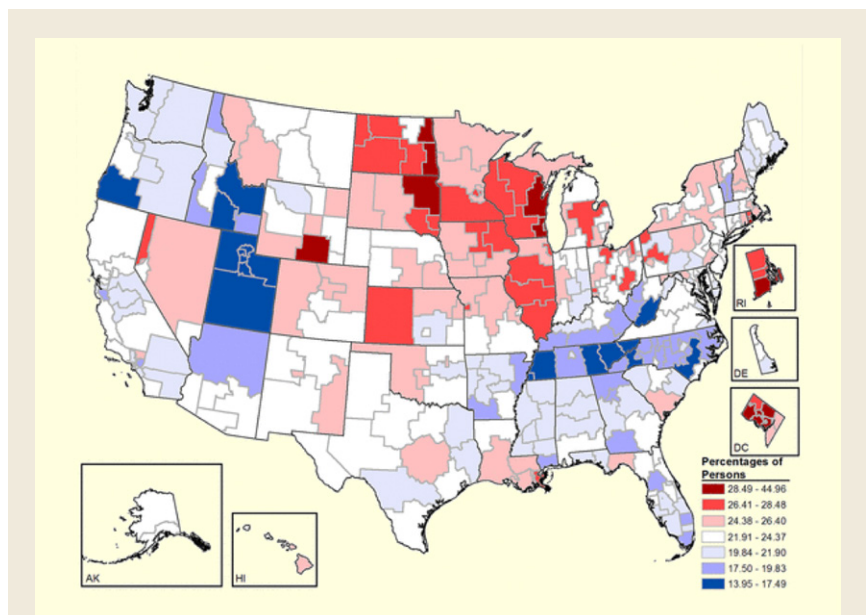 RI
DE
DC
AK
HI
Percentages of
Persons
28.49 - 44.96
26.41 - 28.48
24.38 - 26.40
21.91 - 24.37
19.84 - 21.90
17.50 - 19.83
13.95 - 17.49